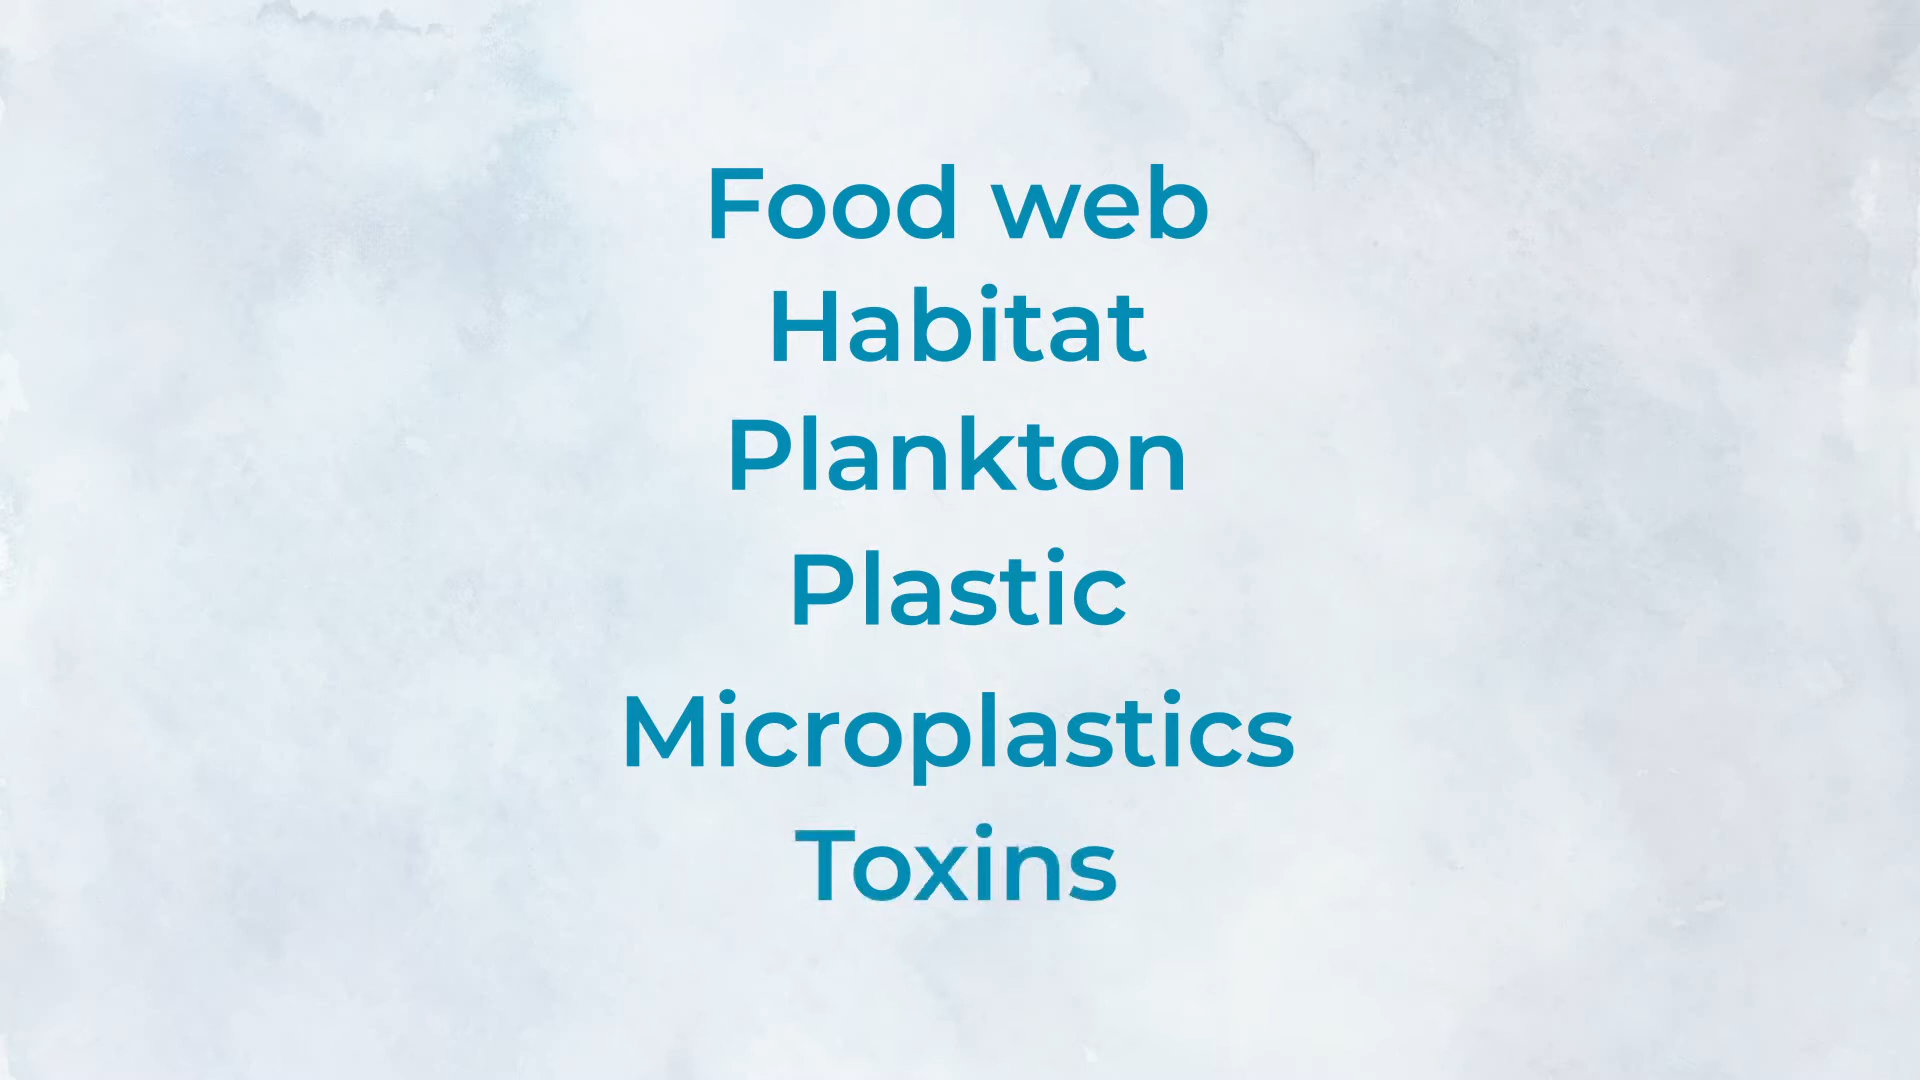 Food web
Habitat
Plankton
Plastic
Microplastics
Toxins